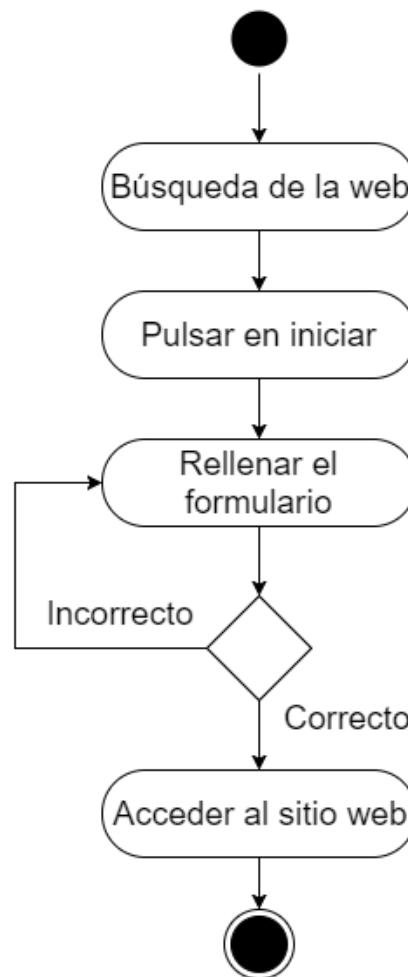 Búsqueda de la web
Pulsar en iniciar
Rellenar el
formulario
Incorrecto
Correcto
Acceder al sitio web